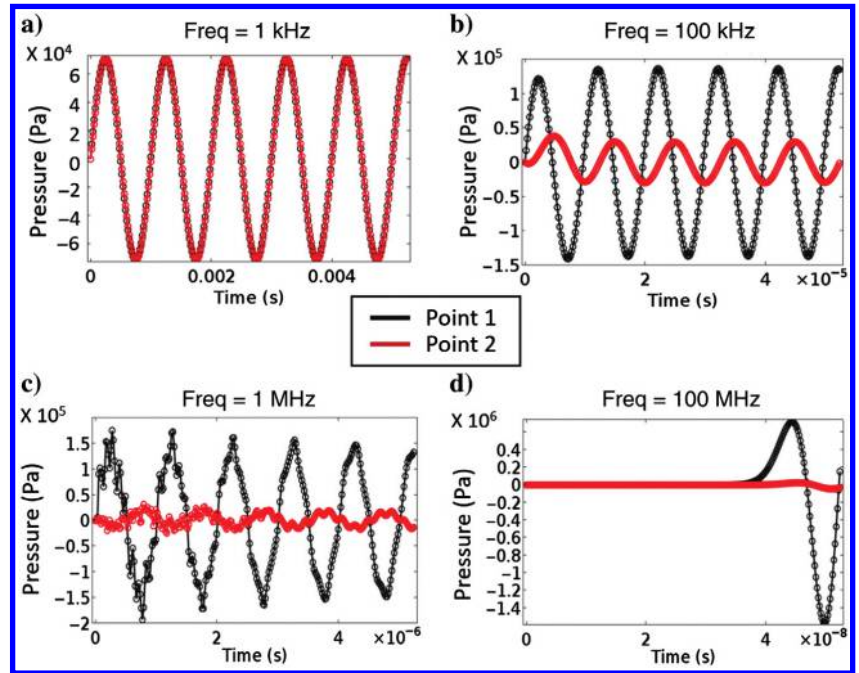 a)
Freq = 1 kHz
X 10⁴
6
4
2
0
−2
−4
−6
Pressure (Pa)
0
0.002
0.004
Time (s)
b)
Freq = 100 kHz
X 10⁵
1
0.5
0
−0.5
−1
−1.5
Pressure (Pa)
0
2
4
×10⁻⁵
Time (s)
Point 1
Point 2
c)
Freq = 1 MHz
X 10⁵
1.5
1
0.5
0
−0.5
−1
−1.5
−2
Pressure (Pa)
0
2
4
×10⁻⁶
Time (s)
d)
Freq = 100 MHz
X 10⁶
0.4
0.2
0
−0.2
−0.4
−0.6
−0.8
−1
−1.2
−1.4
Pressure (Pa)
0
2
4
×10⁻⁸
Time (s)